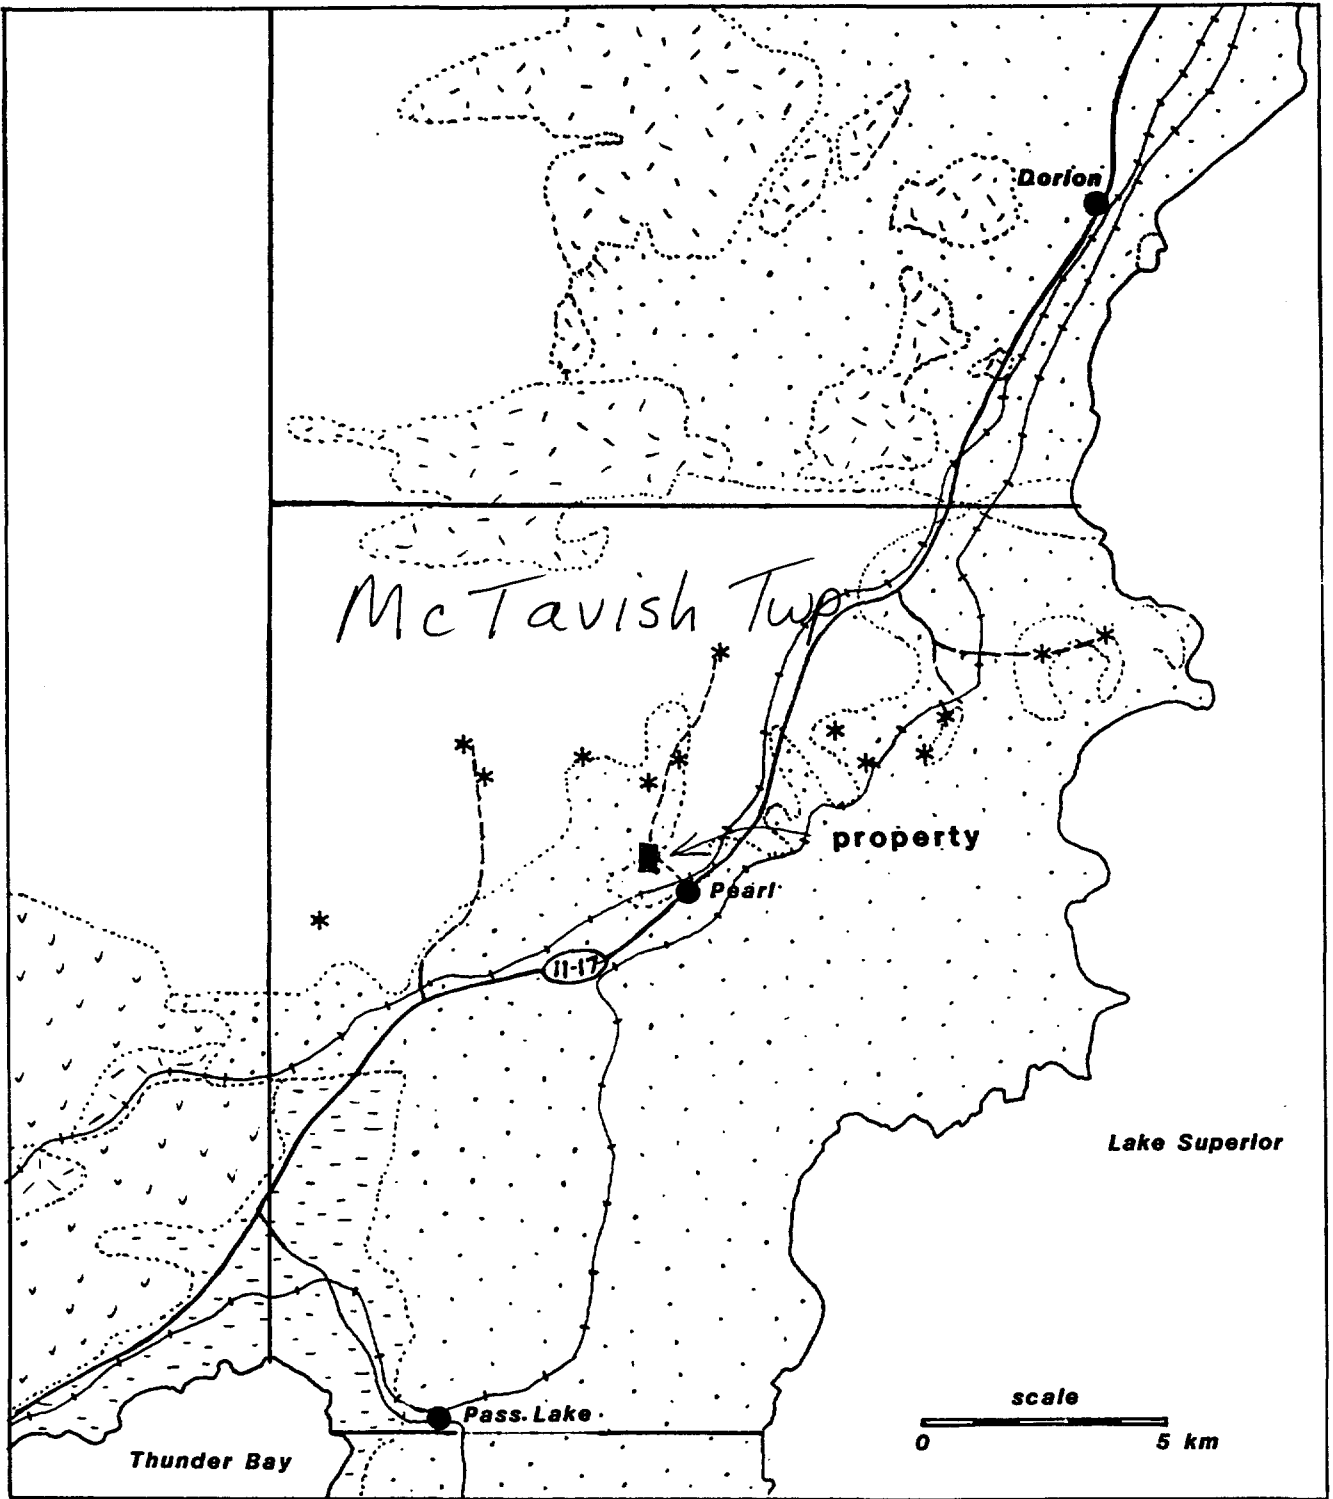 Dorion
McTavish Twp
property
Pearl
11-17
Lake Superior
scale
0 5 km
Pass. Lake
Thunder Bay